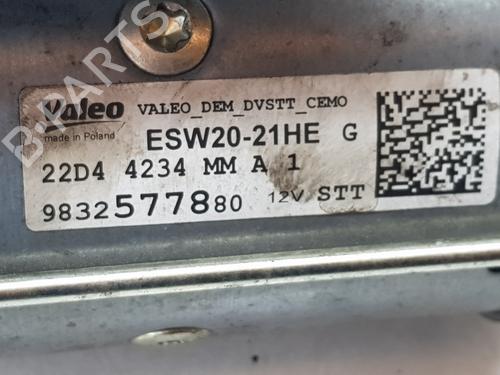 Valeo
VALEO_DEM_DVSTT_CEMO
made in Poland
ESW20-21HE G
22D4 4234 MM A 1
9832577880 12V STT
B-PARTS